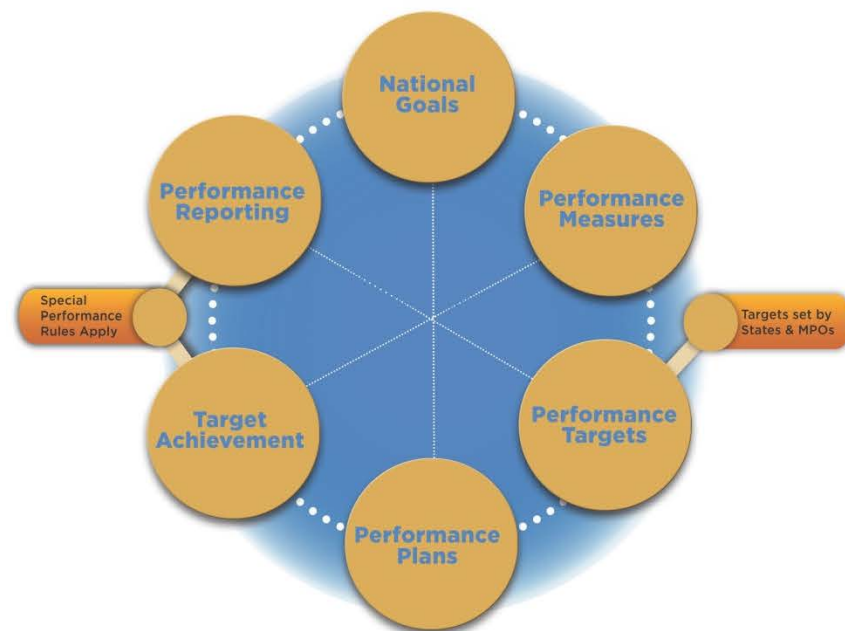 National
Goals
Performance
Measures
Performance
Targets
Targets set by
States & MPOs
Performance
Plans
Target
Achievement
Special
Performance
Rules Apply
Performance
Reporting